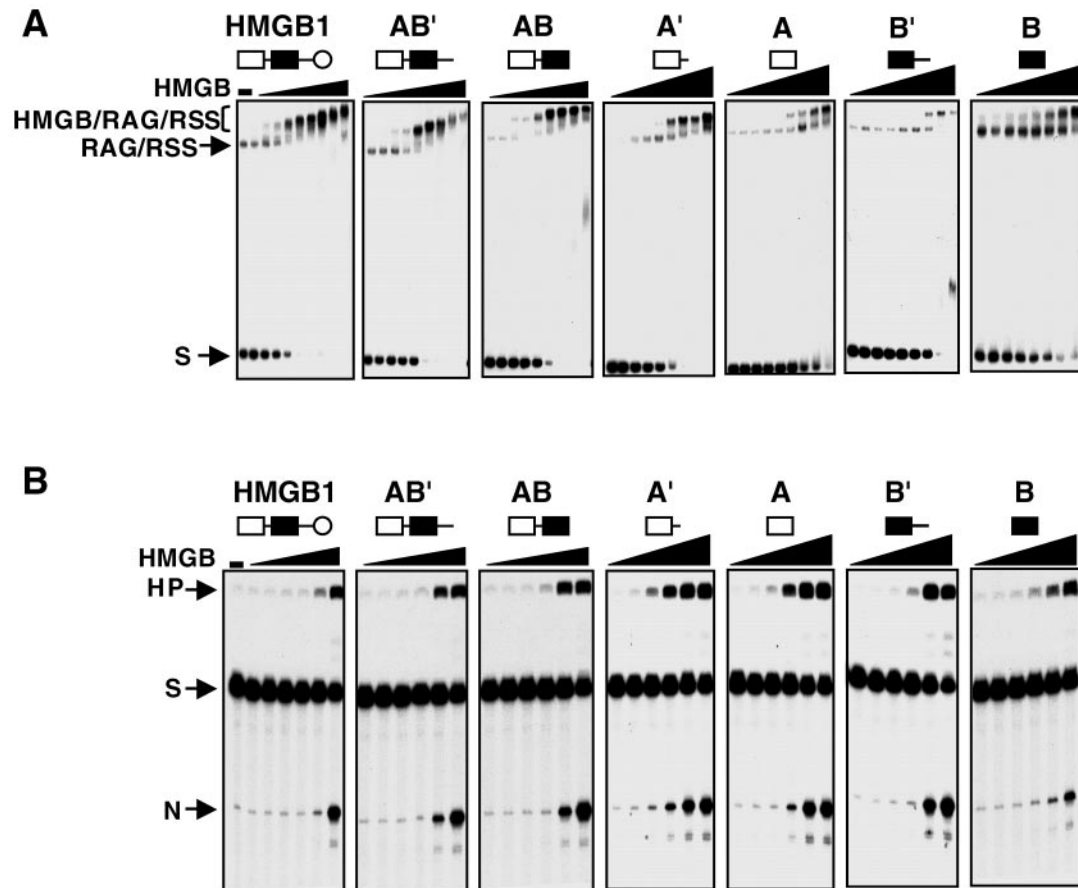 A
HMGB1 AB' AB A' A B' B
HMGB
HMGB/RAG/RSS
RAG/RSS
S
B
HMGB1 AB' AB A' A B' B
HMGB
HP
S
N